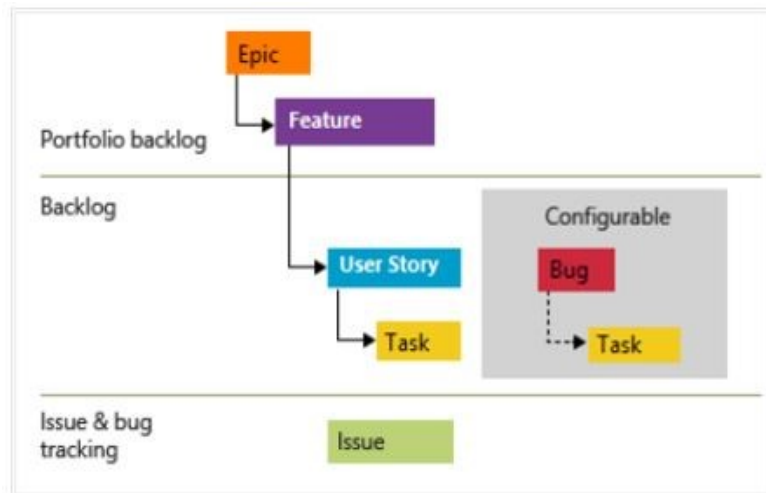 Epic
Feature
Portfolio backlog
Backlog
Configurable
User Story
Bug
Task
Task
Issue & bug
tracking
Issue